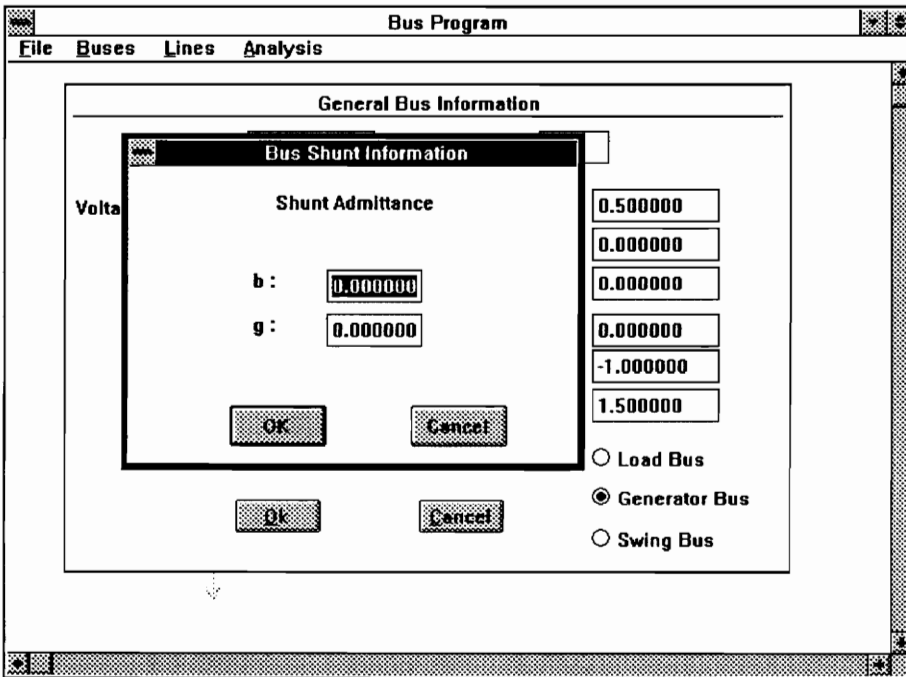 Bus Program
File Buses Lines Analysis
General Bus Information
Bus Shunt Information
Shunt Admittance
Volta
b : 0.000000
g : 0.000000
OK Cancel
0.500000
0.000000
0.000000
0.000000
-1.000000
1.500000
Load Bus
Generator Bus
Swing Bus
Ok Cancel